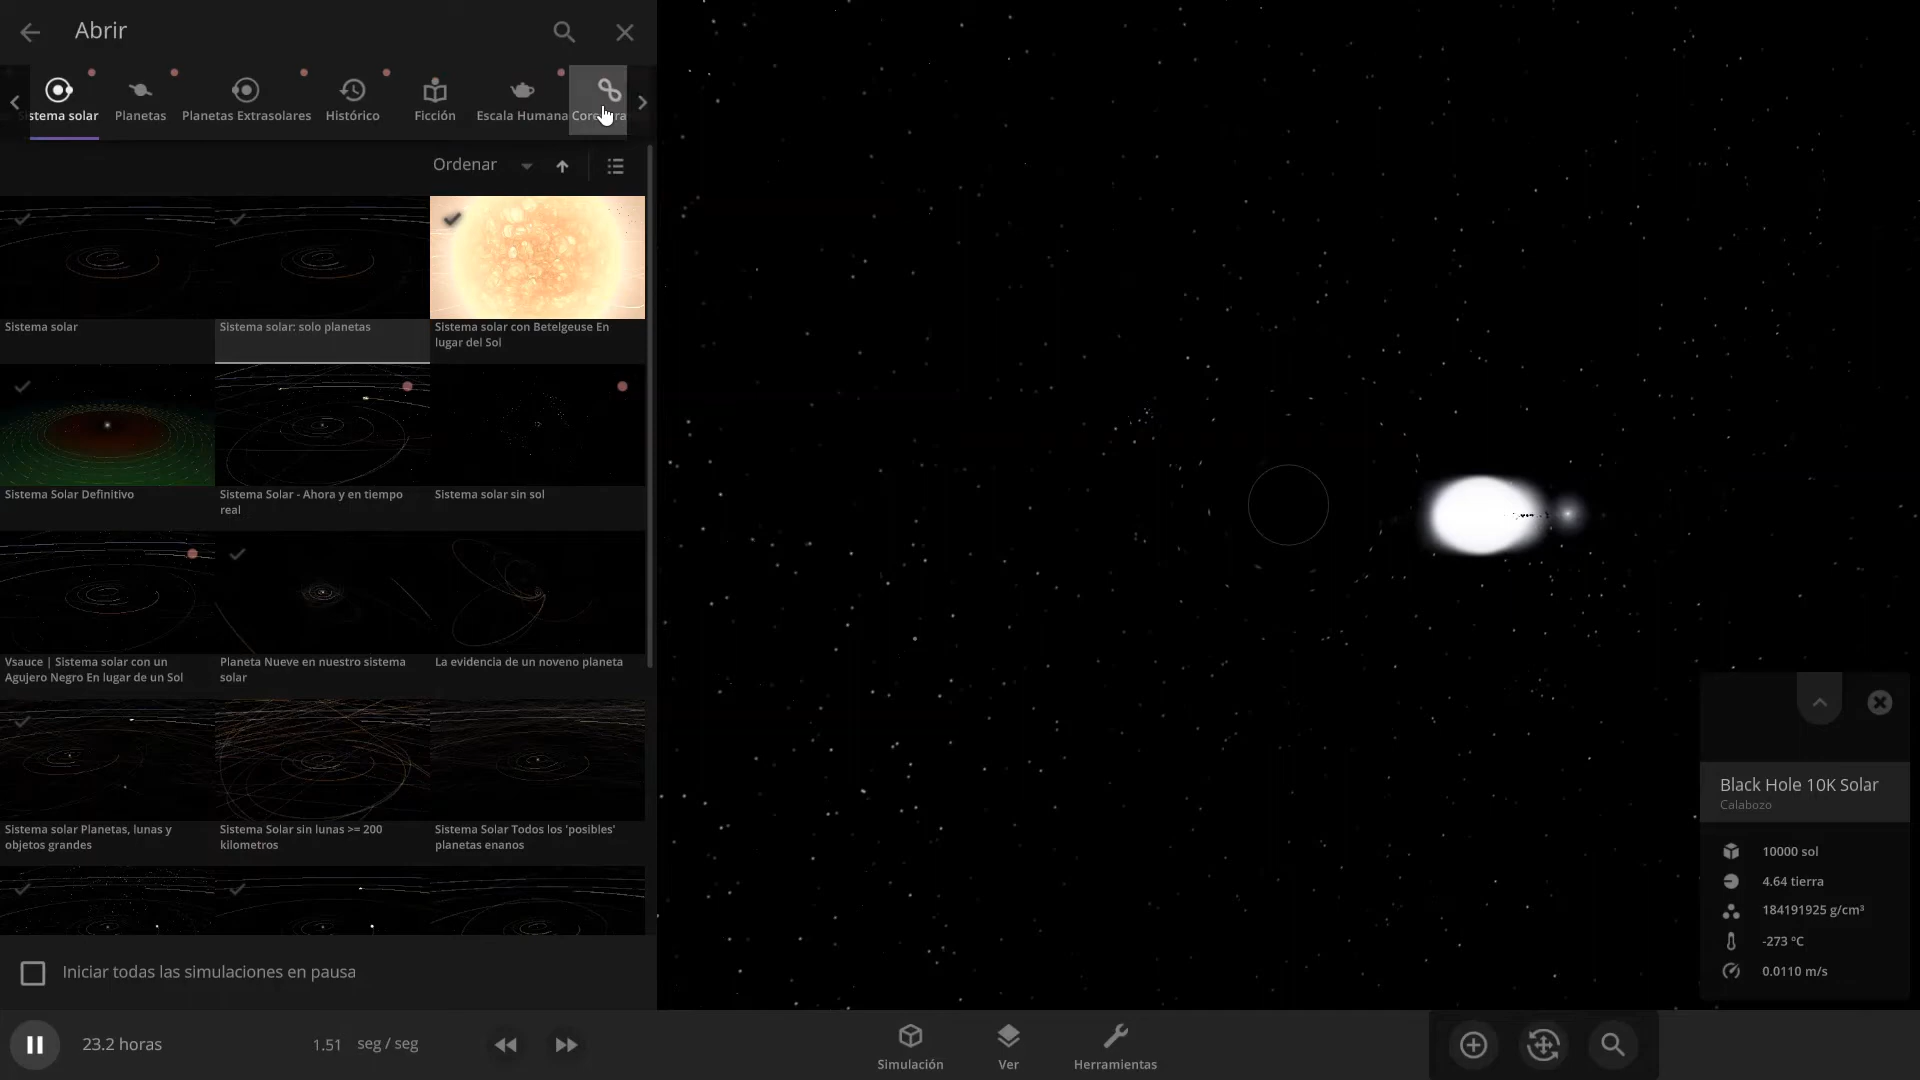 Abrir
stema solar
Planetas
Planetas Extrasolares
Histórico
Ficción
Escala Humana
Ordenar
Sistema solar
Sistema solar: solo planetas
Sistema solar con Betelgeuse En
lugar del Sol
Sistema Solar Definitivo
Sistema Solar - Ahora y en tiempo
real
Sistema solar sin sol
Vsauce | Sistema solar con un
Agujero Negro En lugar de un Sol
Planeta Nueve en nuestro sistema
solar
La evidencia de un noveno planeta
Sistema solar Planetas, lunas y
objetos grandes
Sistema Solar sin lunas >= 200
kilometros
Sistema Solar Todos los 'posibles'
planetas enanos
Iniciar todas las simulaciones en pausa
Black Hole 10K Solar
Calabozo
10000 sol
4.64 tierra
184191925 g/cm³
-273 °C
0.0110 m/s
23.2 horas
1.51 seg / seg
Simulación
Ver
Herramientas